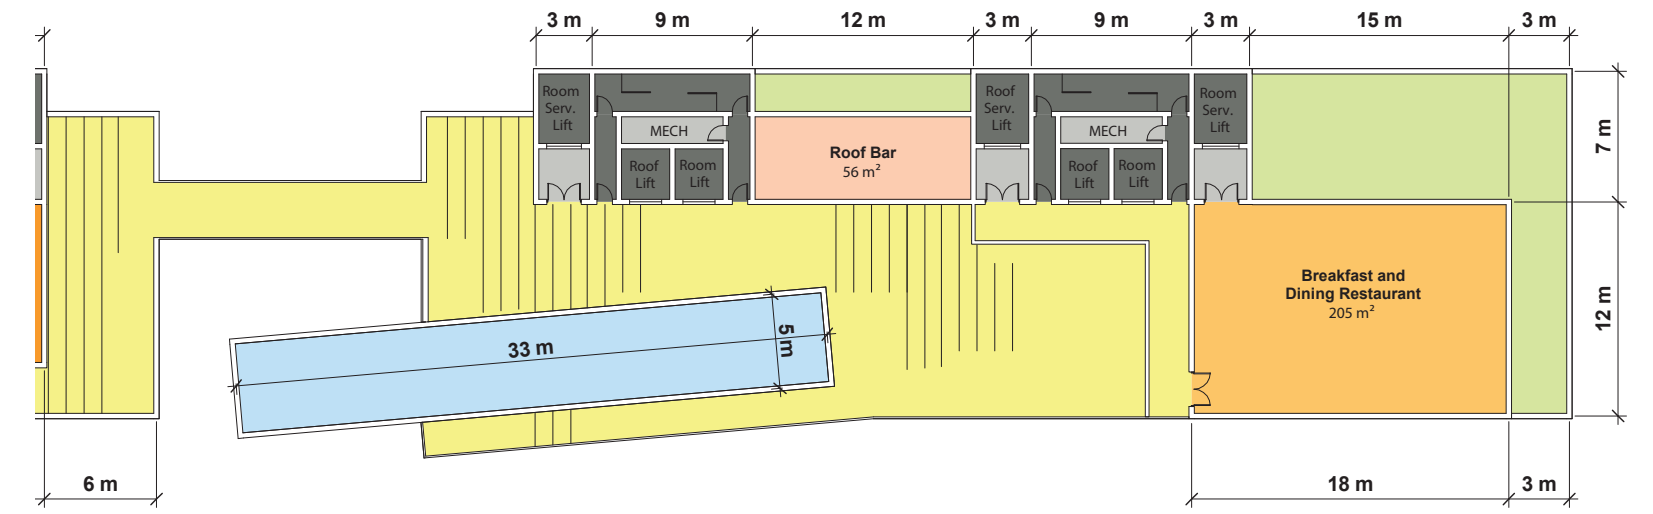 3 m
9 m
12 m
3 m
9 m
3 m
15 m
3 m
Room
Serv.
Lift
MECH
Roof
Lift
Room
Lift
Roof Bar
56 m²
Roof
Serv.
Lift
MECH
Roof
Lift
Room
Lift
Room
Serv.
Lift
7 m
Breakfast and
Dining Restaurant
205 m²
12 m
33 m
5 m
6 m
18 m
3 m